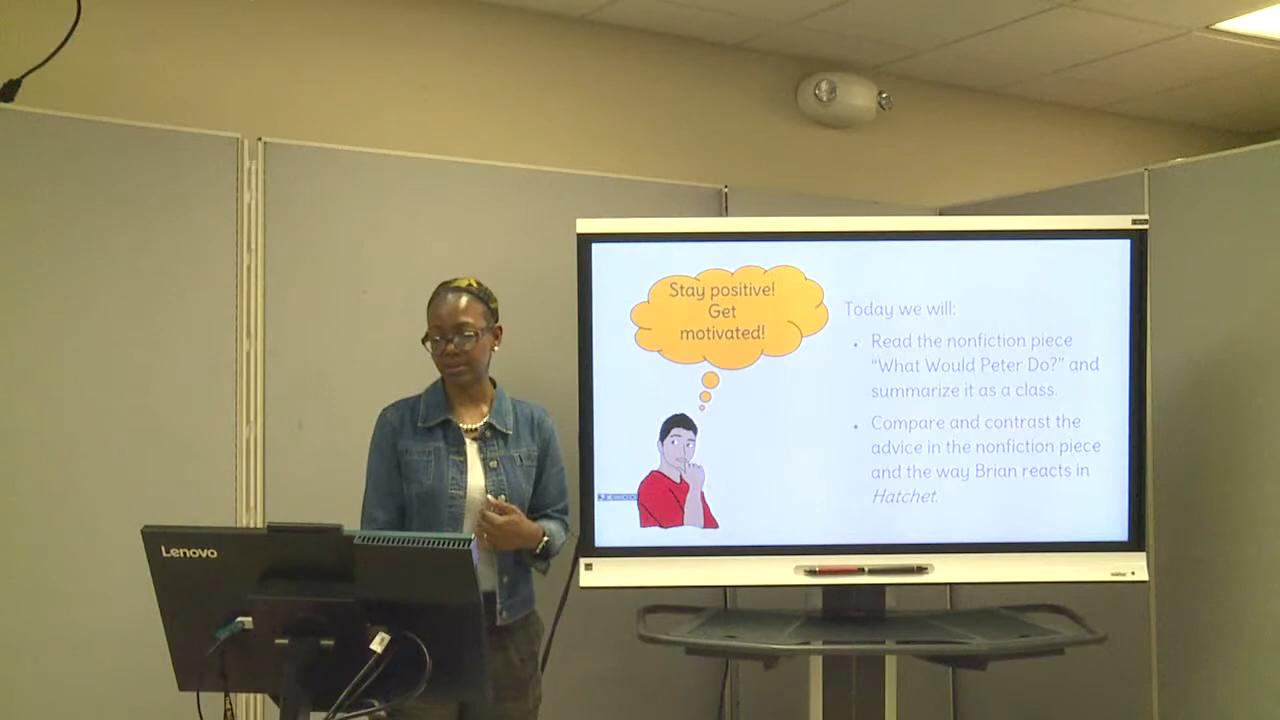 Stay positive!
Get
motivated!
Today we will:
• Read the nonfiction piece
“What Would Peter Do?” and
summarize it as a class.
• Compare and contrast the
advice in the nonfiction piece
and the way Brian reacts in
Hatchet.
Lenovo